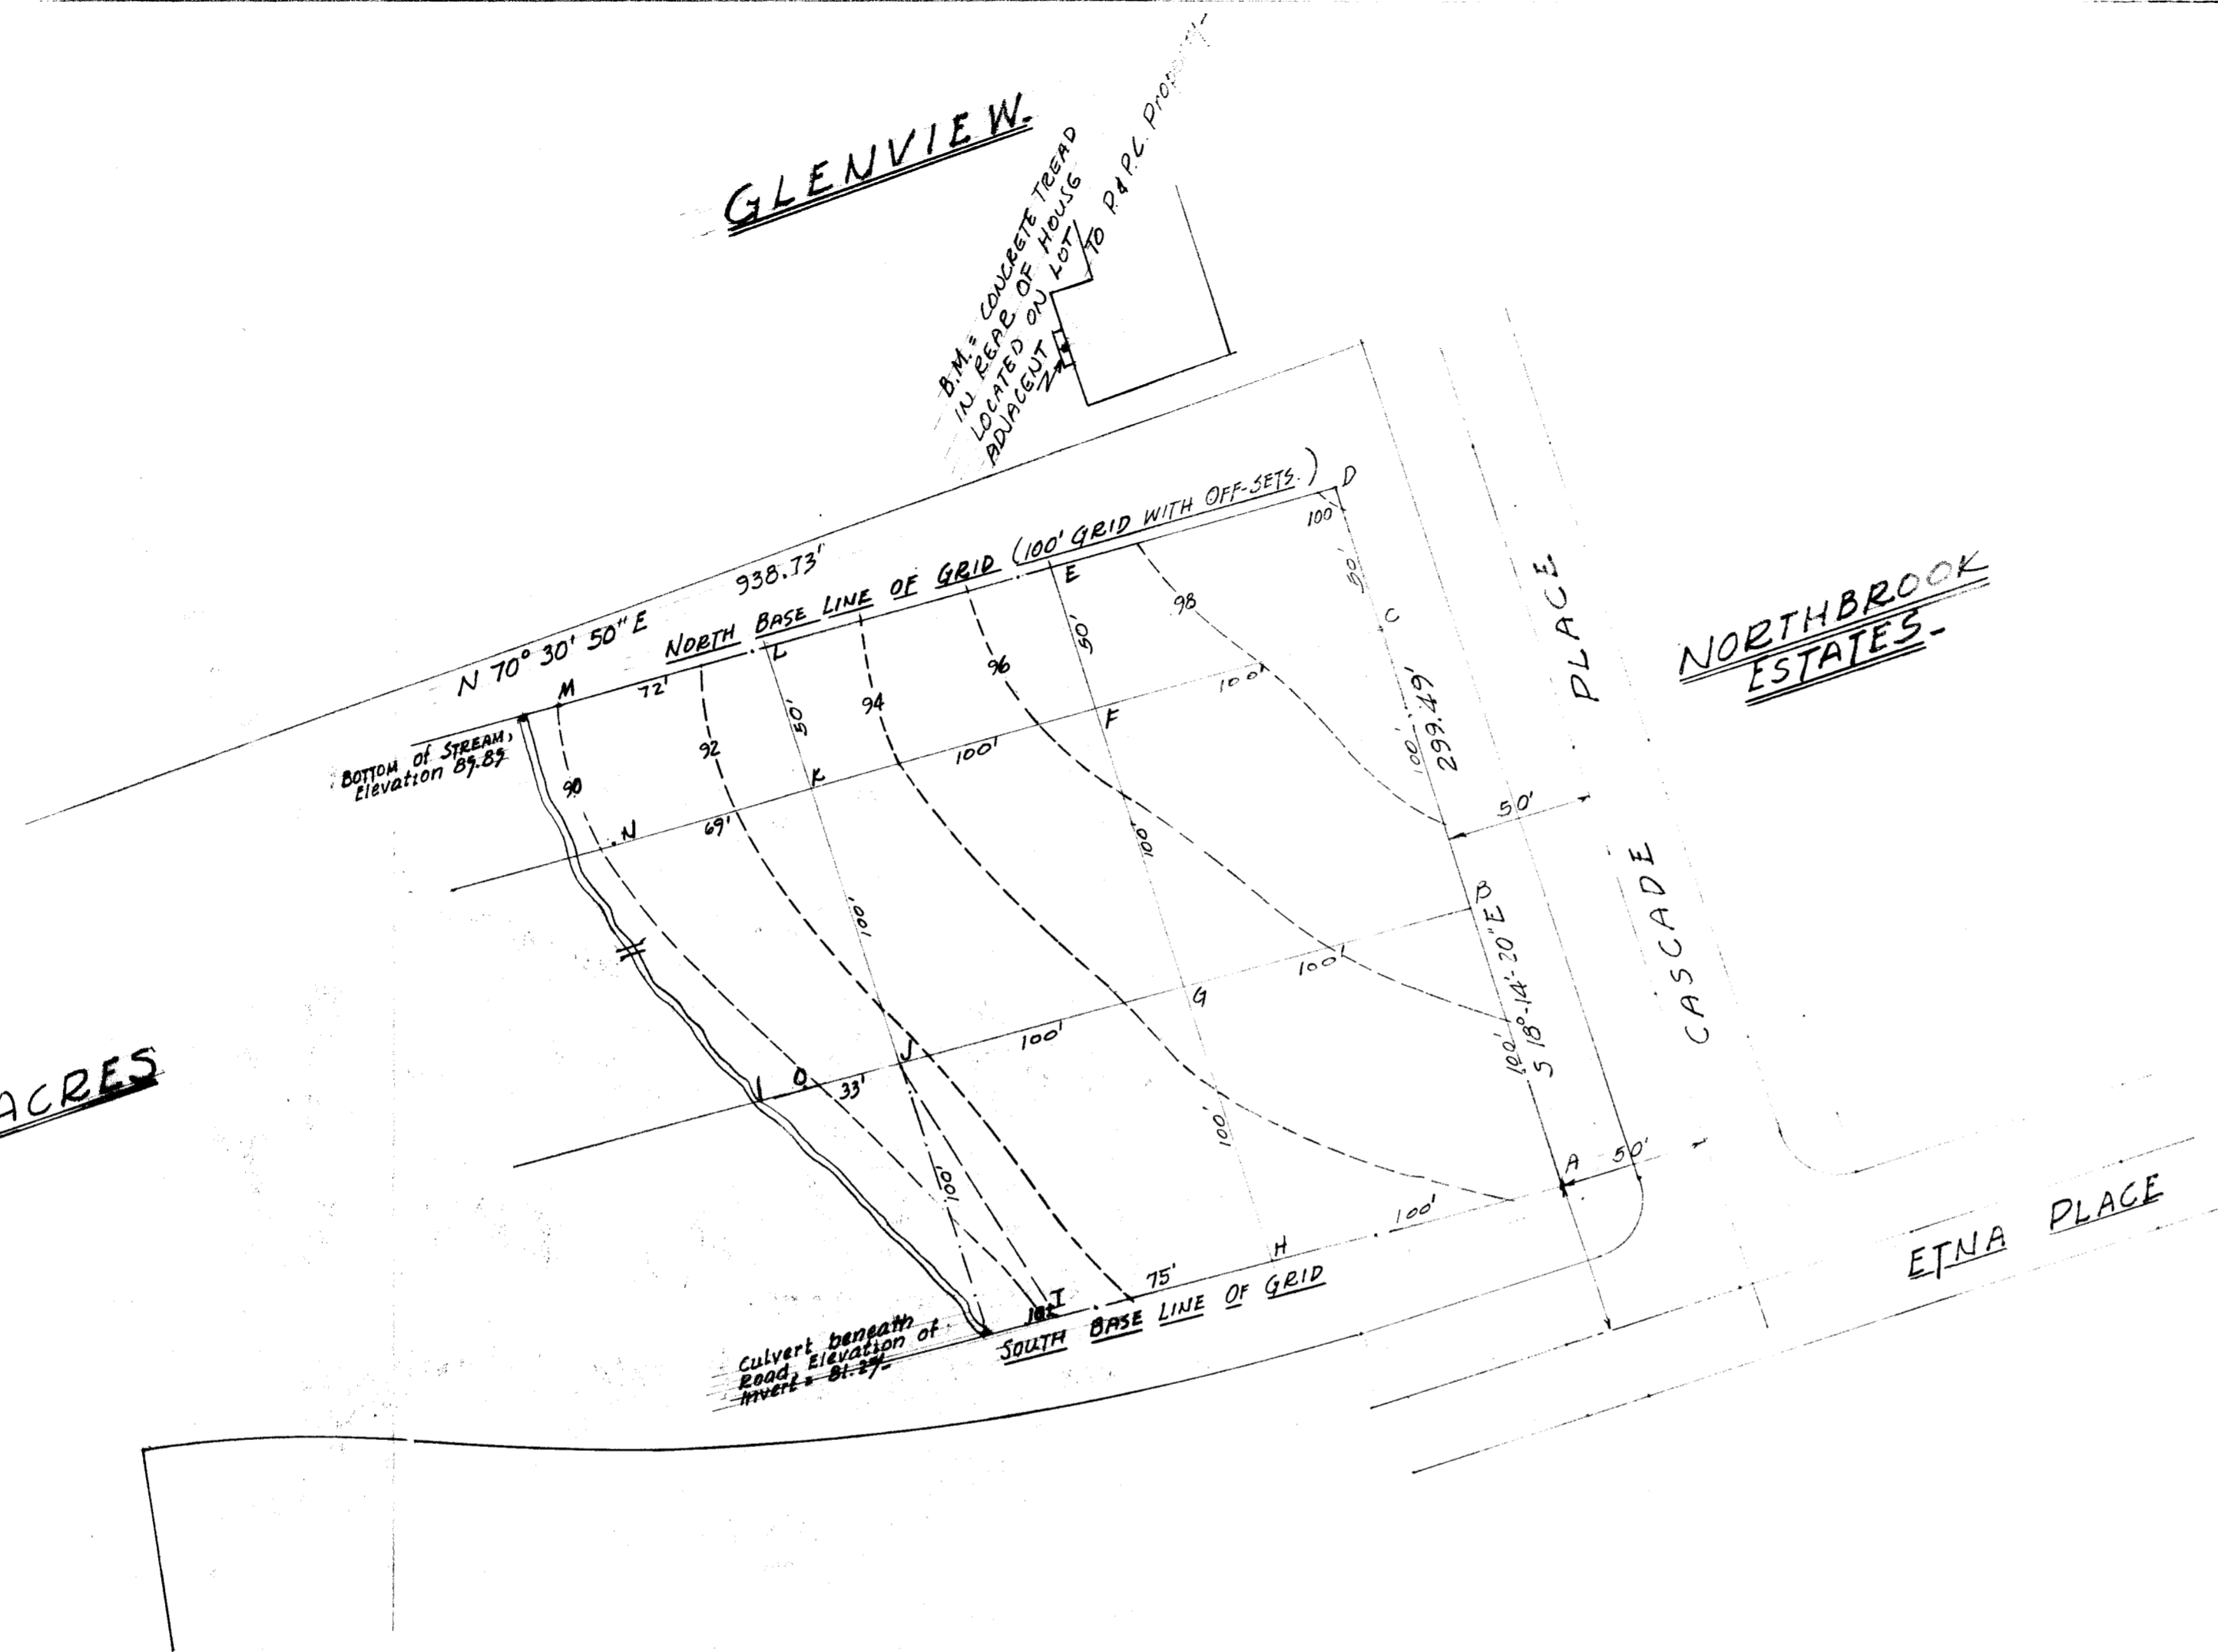 GLENVIEW.
B.M. = CONCRETE TREAD
IN REAR OF HOUSE
LOCATED ON LOT
ADJACENT TO P.&P.C. Property
NORTHBROOK
ESTATES.
PLACE
CASCADE
ETNA PLACE
ACRES
N 70° 30' 50" E
938.73'
NORTH BASE LINE OF GRID (100' GRID WITH OFF-SETS.)
D
100
50'
C
E
50'
98
L
M
72'
BOTTOM of STREAM,
Elevation 89.89
50'
94
96
100'
F
100'
299.49'
92
90
K
100'
N
69'
100'
100'
50'
B
100'
G
100'
J
O
33'
100'
S 18°-14'-20" E
100'
A
50'
100'
100'
100'
H
75'
I
SOUTH BASE LINE OF GRID
Culvert beneath
Road, Elevation of
Invert =